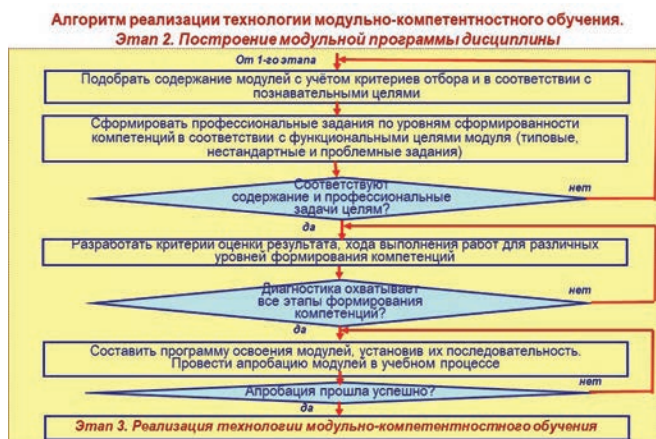 Алгоритм реализации технологии модульно-компетентностного обучения.
Этап 2. Построение модульной программы дисциплины
От 1-го этапа
Подобрать содержание модулей с учётом критериев отбора и в соответствии с
познавательными целями
Сформировать профессиональные задания по уровням сформированности
компетенций в соответствии с функциональными целями модуля (типовые,
нестандартные и проблемные задания)
Соответствуют
содержание и профессиональные
задачи целям?
нет
да
Разработать критерии оценки результата, хода выполнения работ для различных
уровней формирования компетенций
Диагностика охватывает
все этапы формирования
компетенций?
нет
да
Составить программу освоения модулей, установив их последовательность.
Провести апробацию модулей в учебном процессе
Апробация прошла успешно?
нет
да
Этап 3. Реализация технологии модульно-компетентностного обучения